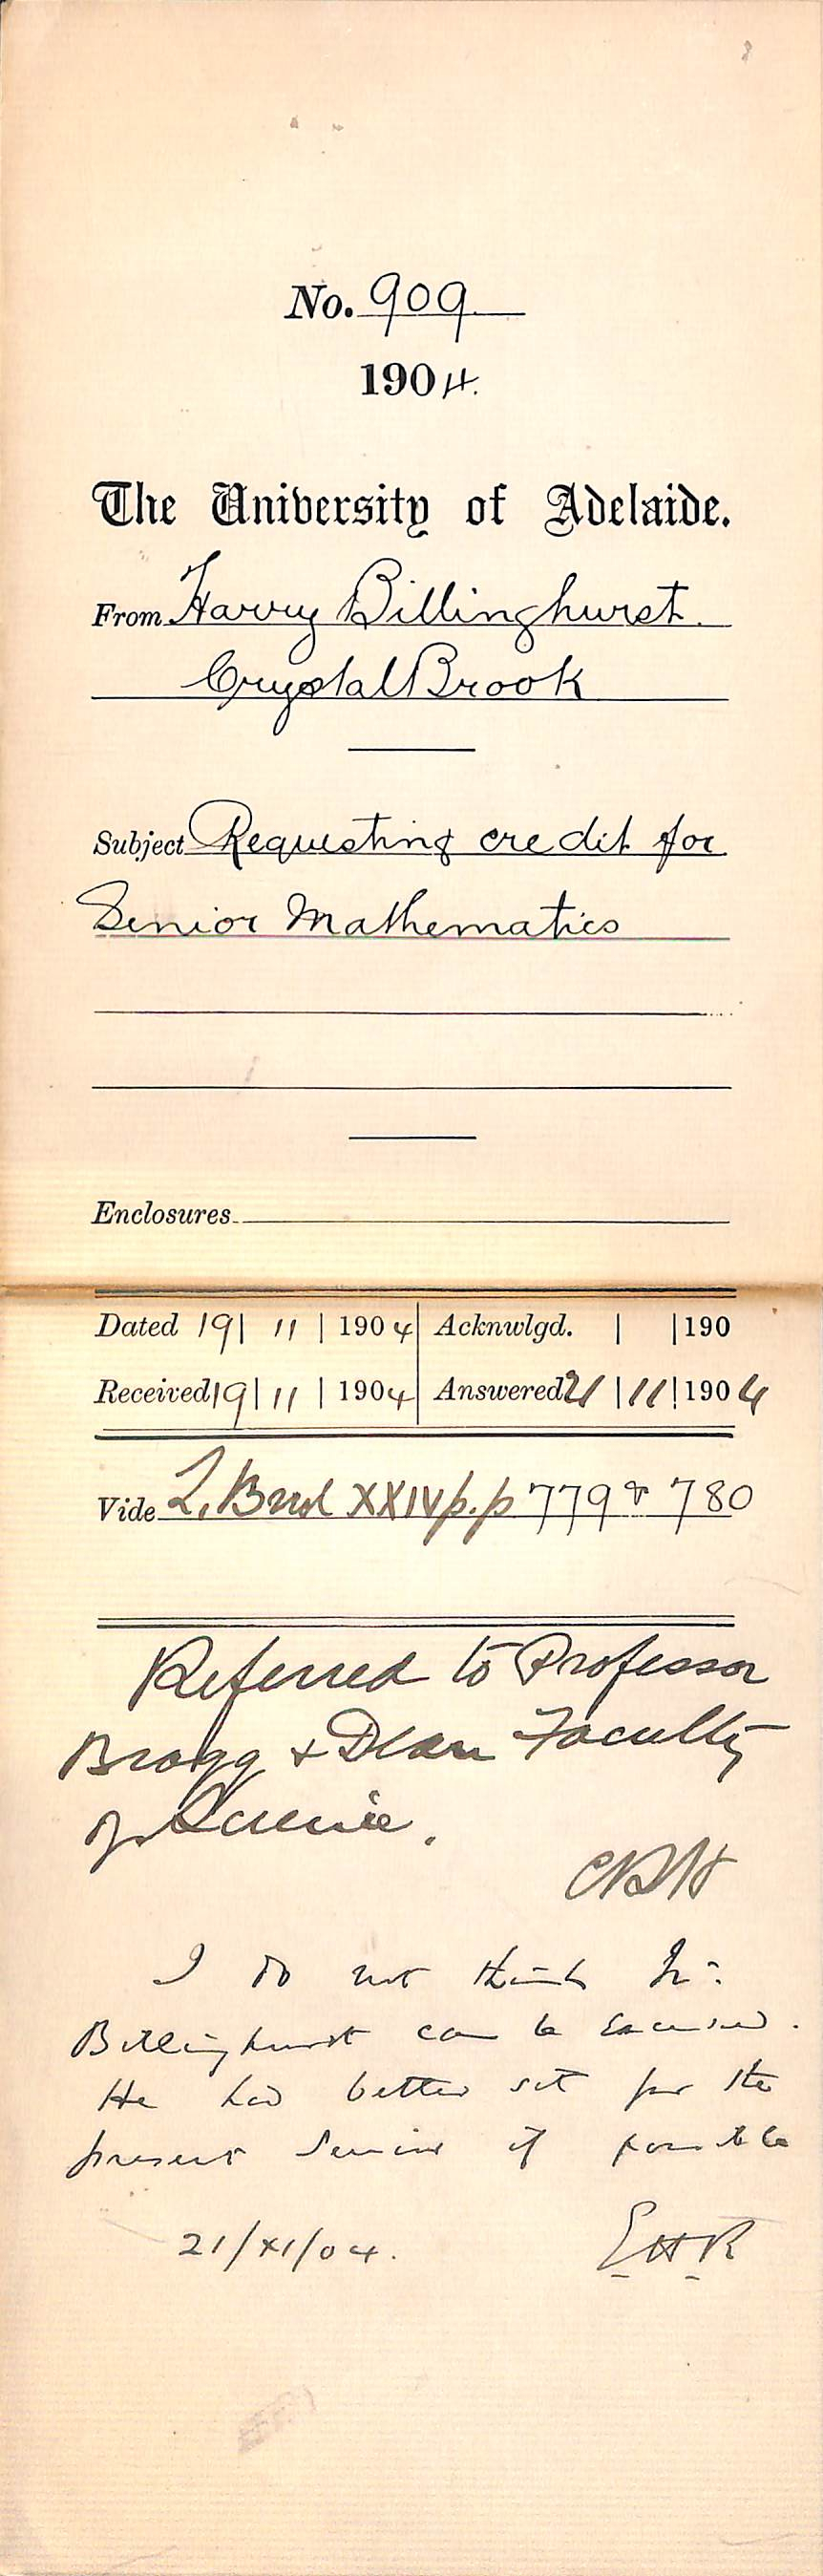 No. 909
1904.
The University of Adelaide.
From Harry Billinghurst.
Crystal Brook
Subject Requesting credit for
Senior Mathematics
Enclosures
Dated 19 | 11 | 1904 Acknwlgd. | | 190
Received 19 | 11 | 1904 Answered 21 | 11 | 1904
Vide L. Book XXIV p.p 779 & 780
Referred to Professor
Bragg & Dean Faculty
of Science.
I do not think Mr.
Billinghurst can be excused.
He had better sit for the
present Senior if possible
21/XI/04. EHR